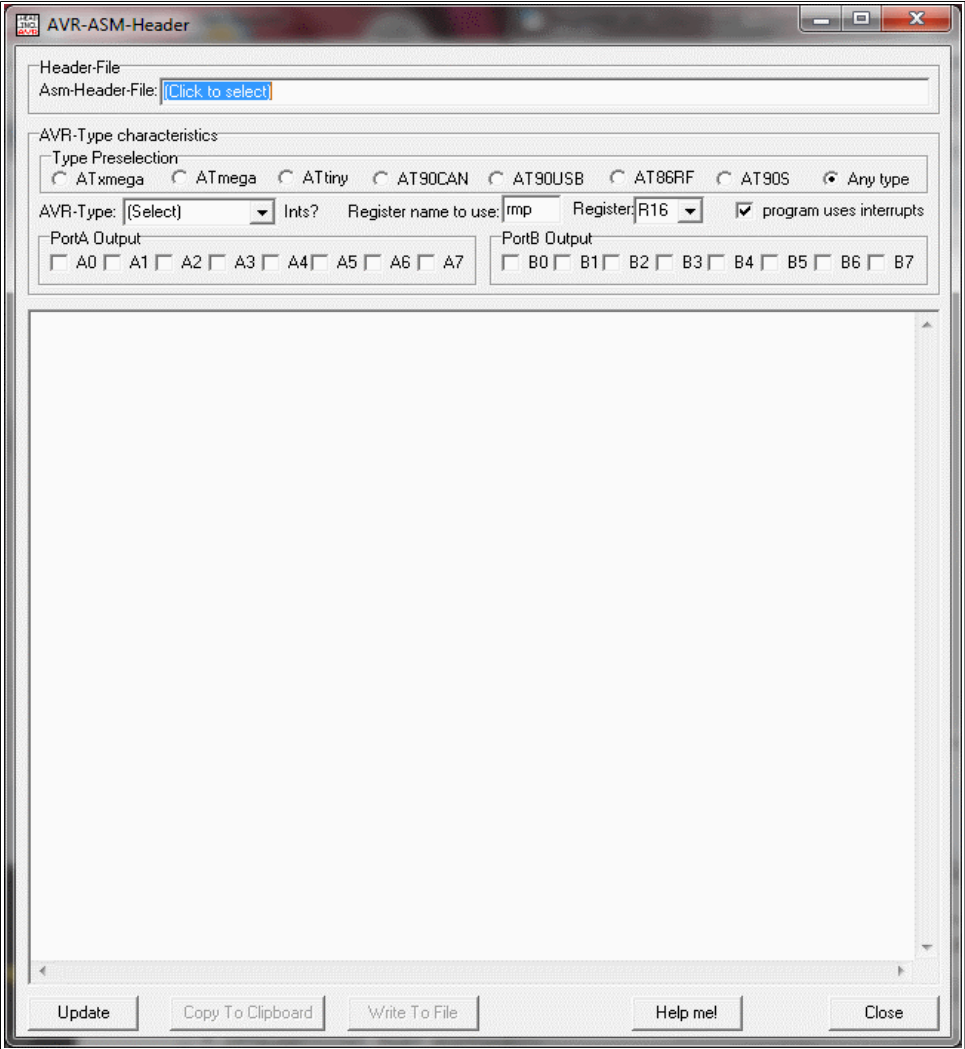 HEAD ING AVR AVR-ASM-Header
Header-File
Asm-Header-File: (Click to select)
AVR-Type characteristics
Type Preselection
ATxmega ATmega ATtiny AT90CAN AT90USB AT86RF AT90S Any type
AVR-Type: (Select) Ints? Register name to use: rmp Register: R16 program uses interrupts
PortA Output PortB Output
A0 A1 A2 A3 A4 A5 A6 A7 B0 B1 B2 B3 B4 B5 B6 B7
Update Copy To Clipboard Write To File Help me! Close